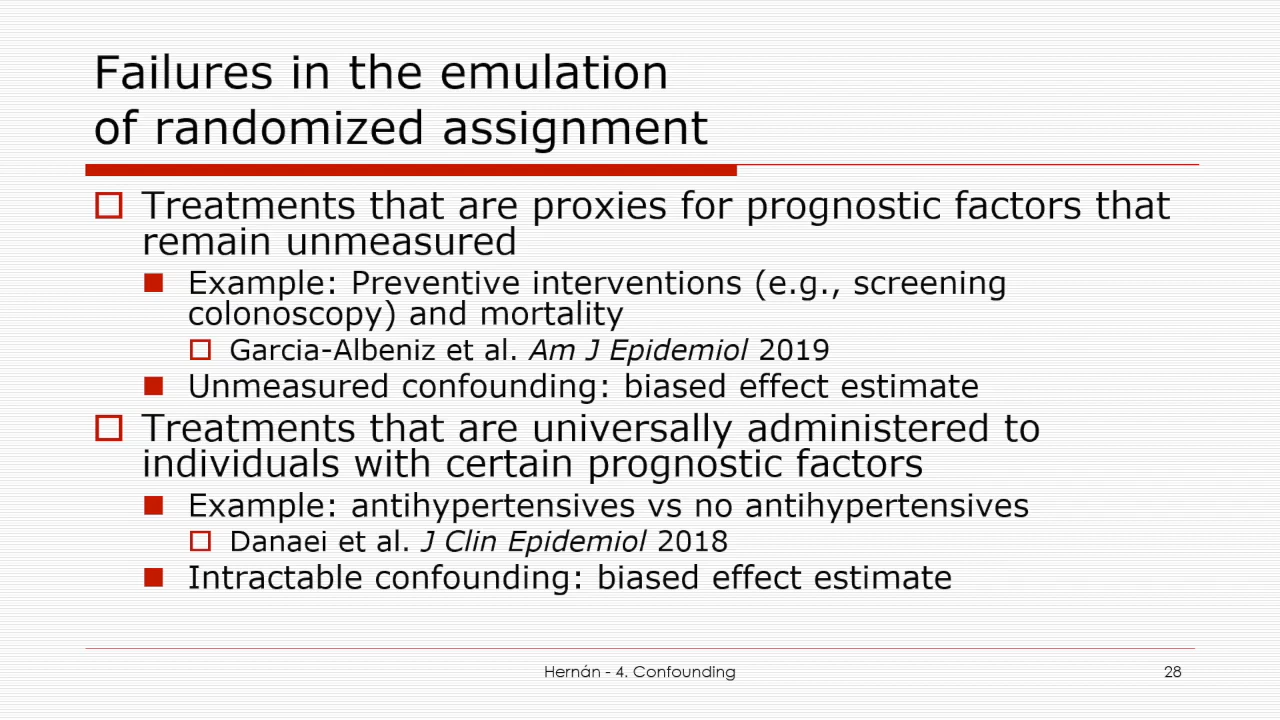 Failures in the emulation
of randomized assignment
Treatments that are proxies for prognostic factors that
remain unmeasured
Example: Preventive interventions (e.g., screening
colonoscopy) and mortality
Garcia-Albeniz et al. Am J Epidemiol 2019
Unmeasured confounding: biased effect estimate
Treatments that are universally administered to
individuals with certain prognostic factors
Example: antihypertensives vs no antihypertensives
Danaei et al. J Clin Epidemiol 2018
Intractable confounding: biased effect estimate
Hernán - 4. Confounding
28